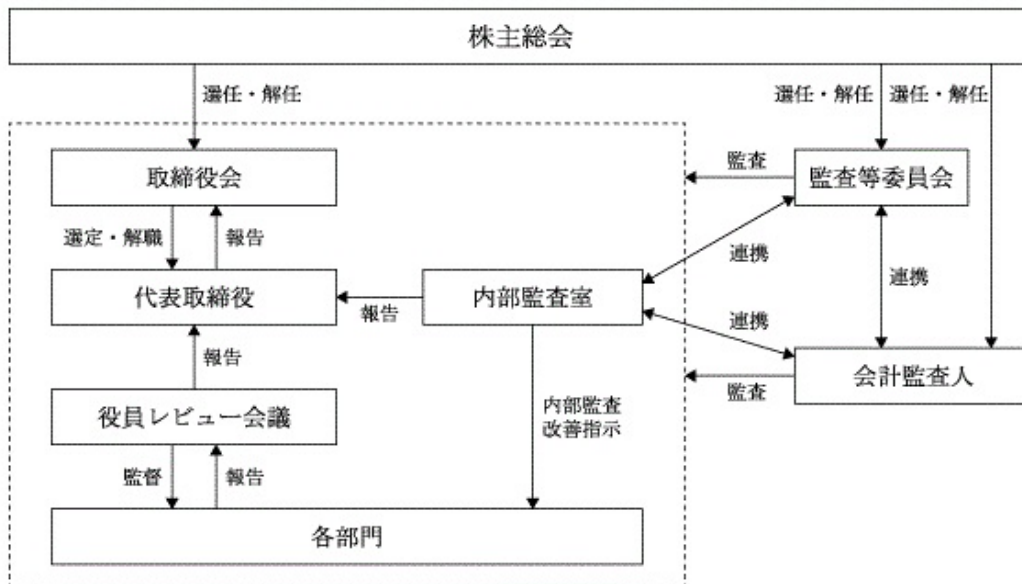 株主総会
選任・解任
選任・解任
選任・解任
取締役会
監査
監査等委員会
選定・解職
報告
連携
代表取締役
報告
内部監査室
連携
連携
報告
会計監査人
監査
役員レビュー会議
内部監査
改善指示
監督
報告
各部門